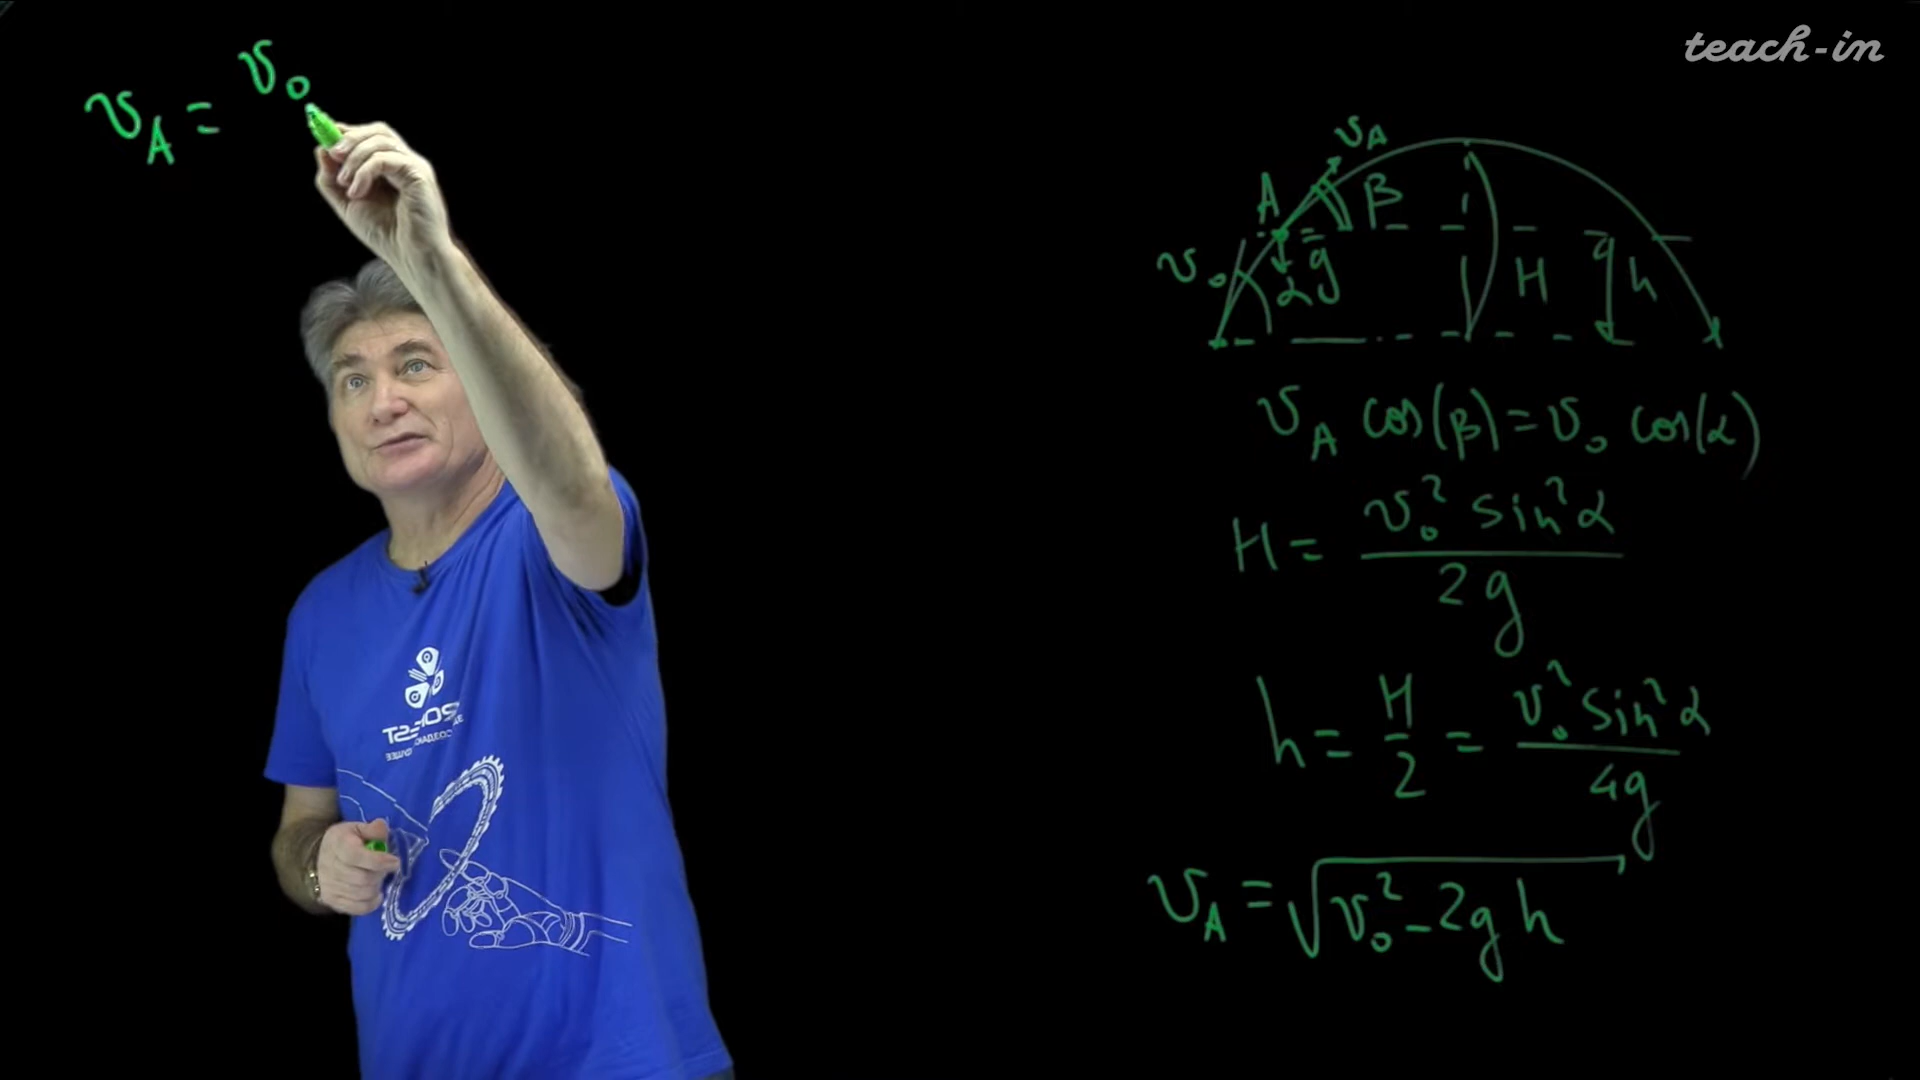 teach-in
v_A = v_0
v_A
A
β
v_0
α
g
H
h
v_A cos(β) = v_0 cos(α)
H = v_0² sin²α / 2g
h = H/2 = v_0² sin²α / 4g
v_A = √(v_0² - 2gh)